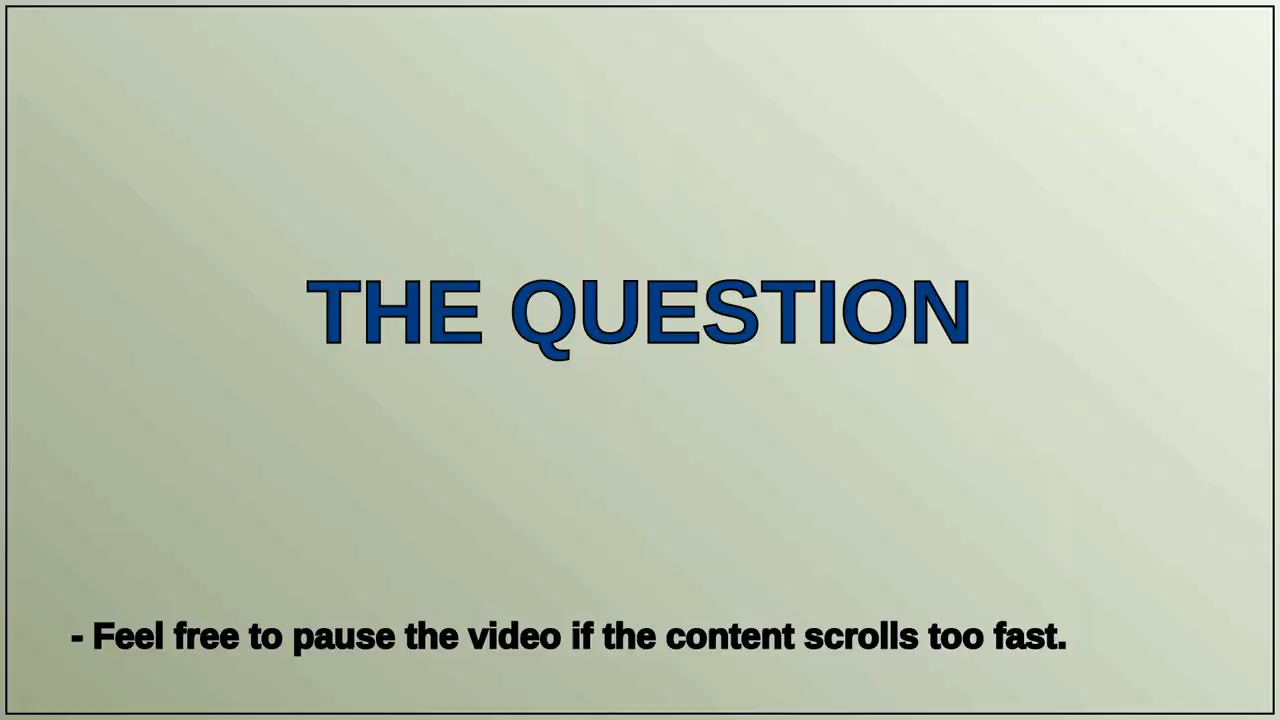 THE QUESTION
- Feel free to pause the video if the content scrolls too fast.